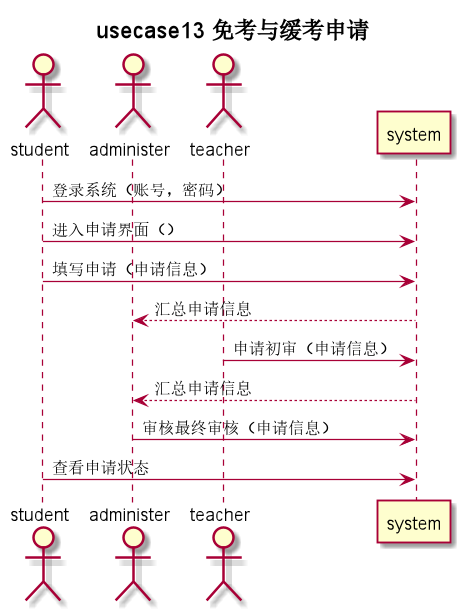 usecase13 免考与缓考申请
student administer teacher system
登录系统（账号，密码）
进入申请界面（）
填写申请（申请信息）
汇总申请信息
申请初审（申请信息）
汇总申请信息
审核最终审核（申请信息）
查看申请状态
student administer teacher system